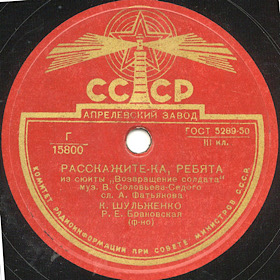 СССР
АПРЕЛЕВСКИЙ ЗАВОД
Г
15800
ГОСТ 5289-50
III кл.
РАССКАЖИТЕ-КА, РЕБЯТА
из сюиты „Возвращение солдата"
муз. В. Соловьева-Седого
сл. А. Фатьянова
К. ШУЛЬЖЕНКО
Р. Е. Брановская
(ф-но)
КОМИТЕТ РАДИОИНФОРМАЦИИ ПРИ СОВЕТЕ МИНИСТРОВ СССР